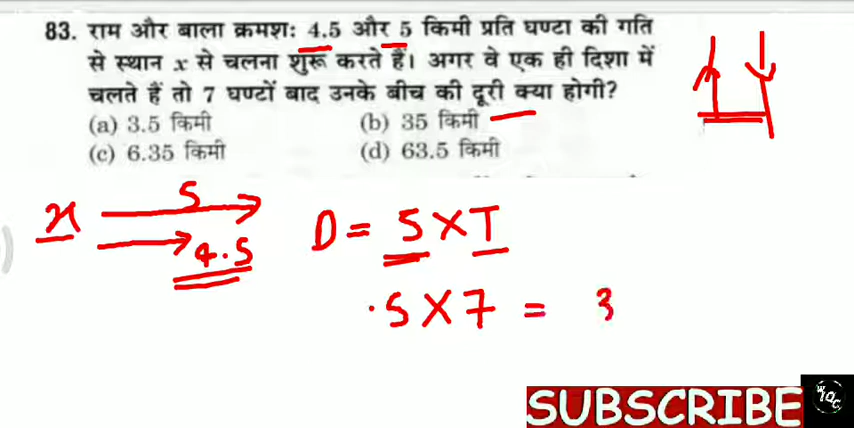 83. राम और बाला क्रमशः 4.5 और 5 किमी प्रति घण्टा की गति
से स्थान x से चलना शुरू करते हैं। अगर वे एक ही दिशा में
चलते हैं तो 7 घण्टों बाद उनके बीच की दूरी क्या होगी?
(a) 3.5 किमी (b) 35 किमी
(c) 6.35 किमी (d) 63.5 किमी
x 5
4.5
D = S × T
.5 × 7 = 3
SUBSCRIBE